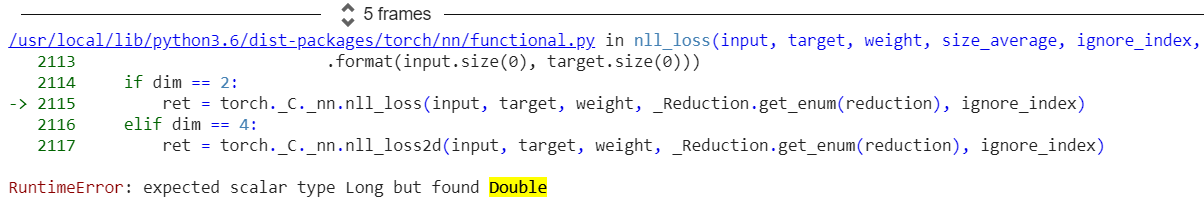 5 frames
/usr/local/lib/python3.6/dist-packages/torch/nn/functional.py in nll_loss(input, target, weight, size_average, ignore_index,
2113                         .format(input.size(0), target.size(0)))
2114     if dim == 2:
-> 2115         ret = torch._C._nn.nll_loss(input, target, weight, _Reduction.get_enum(reduction), ignore_index)
2116     elif dim == 4:
2117         ret = torch._C._nn.nll_loss2d(input, target, weight, _Reduction.get_enum(reduction), ignore_index)
RuntimeError: expected scalar type Long but found Double